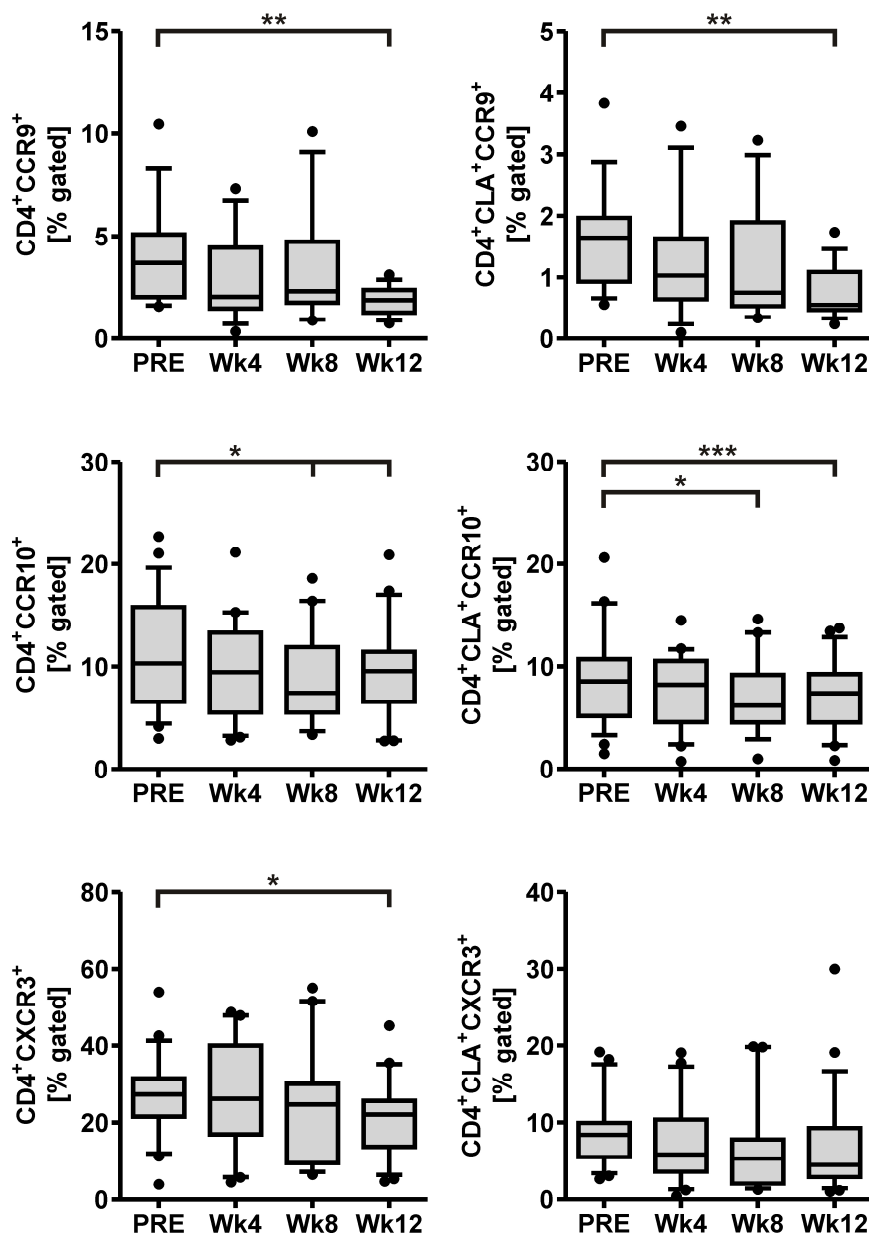 **
15
10
5
0
CD4⁺CCR9⁺
[% gated]
PRE Wk4 Wk8 Wk12
**
5
4
3
2
1
0
CD4⁺CLA⁺CCR9⁺
[% gated]
PRE Wk4 Wk8 Wk12
*
30
20
10
0
CD4⁺CCR10⁺
[% gated]
PRE Wk4 Wk8 Wk12
***
*
30
20
10
0
CD4⁺CLA⁺CCR10⁺
[% gated]
PRE Wk4 Wk8 Wk12
*
80
60
40
20
0
CD4⁺CXCR3⁺
[% gated]
PRE Wk4 Wk8 Wk12
40
30
20
10
0
CD4⁺CLA⁺CXCR3⁺
[% gated]
PRE Wk4 Wk8 Wk12